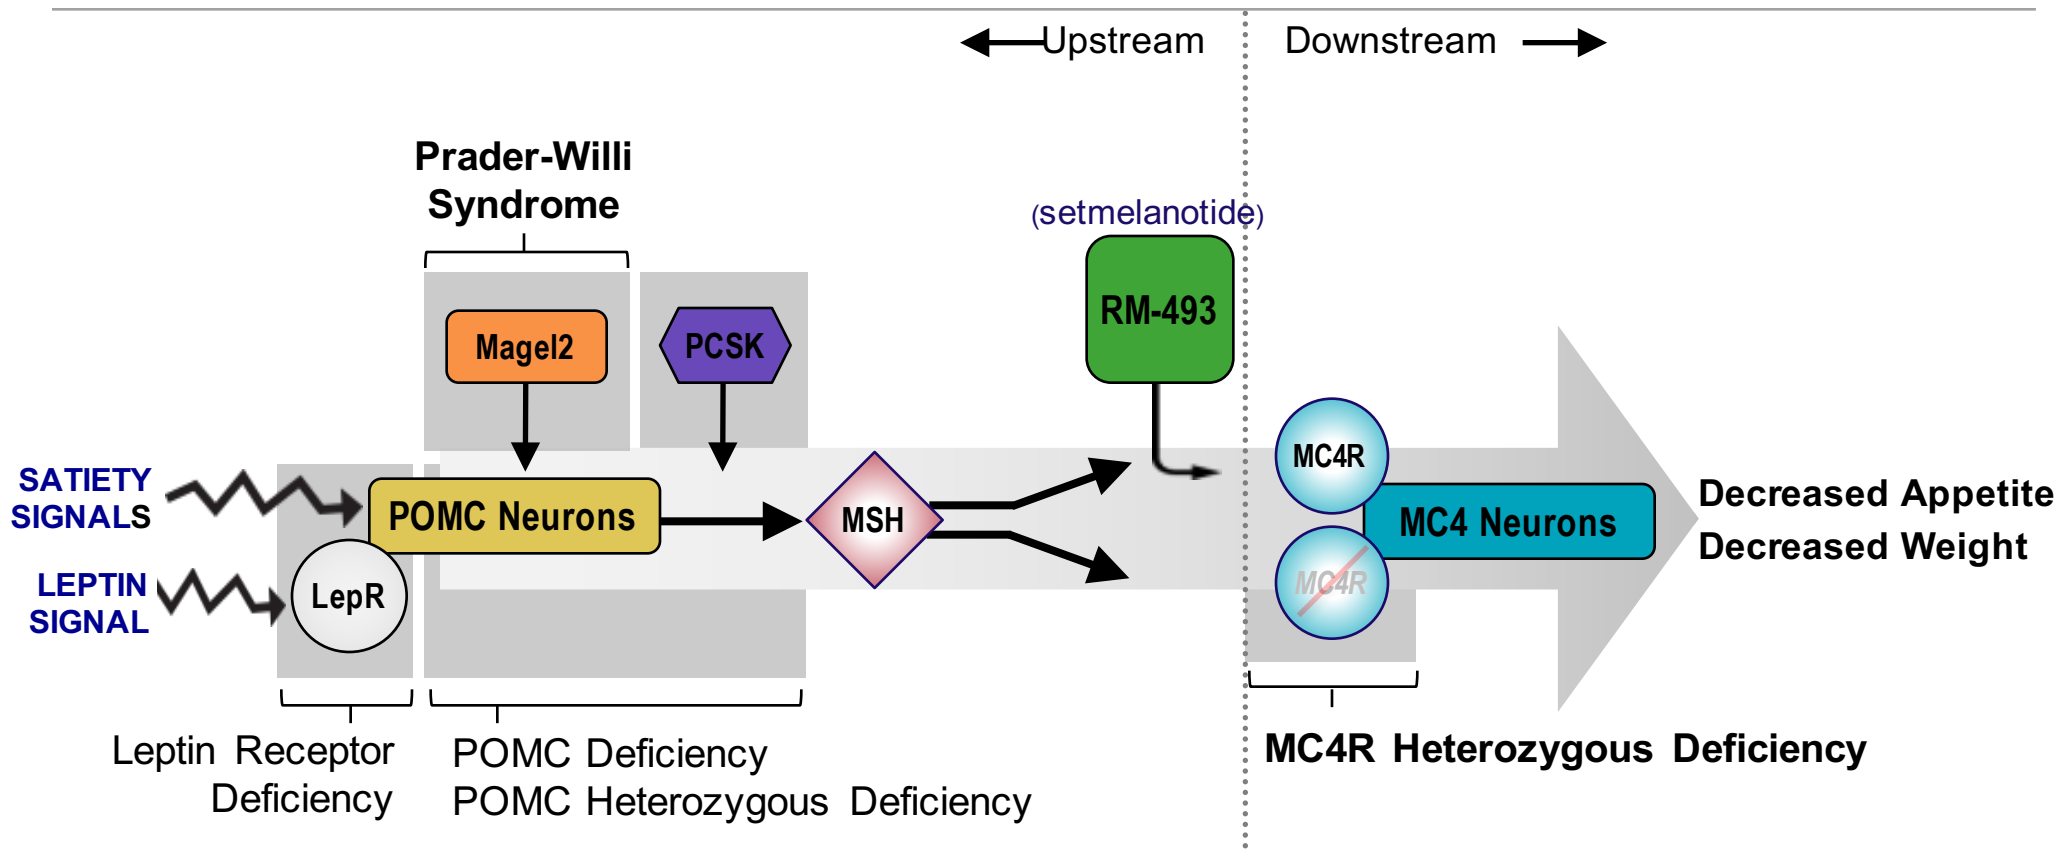 Upstream
Downstream
Prader-Willi
Syndrome
(setmelanotide)
RM-493
Magel2
PCSK
SATIETY
SIGNALS
POMC Neurons
MSH
MC4R
MC4 Neurons
Decreased Appetite
Decreased Weight
LEPTIN
SIGNAL
LepR
MC4R
Leptin Receptor
Deficiency
POMC Deficiency
POMC Heterozygous Deficiency
MC4R Heterozygous Deficiency